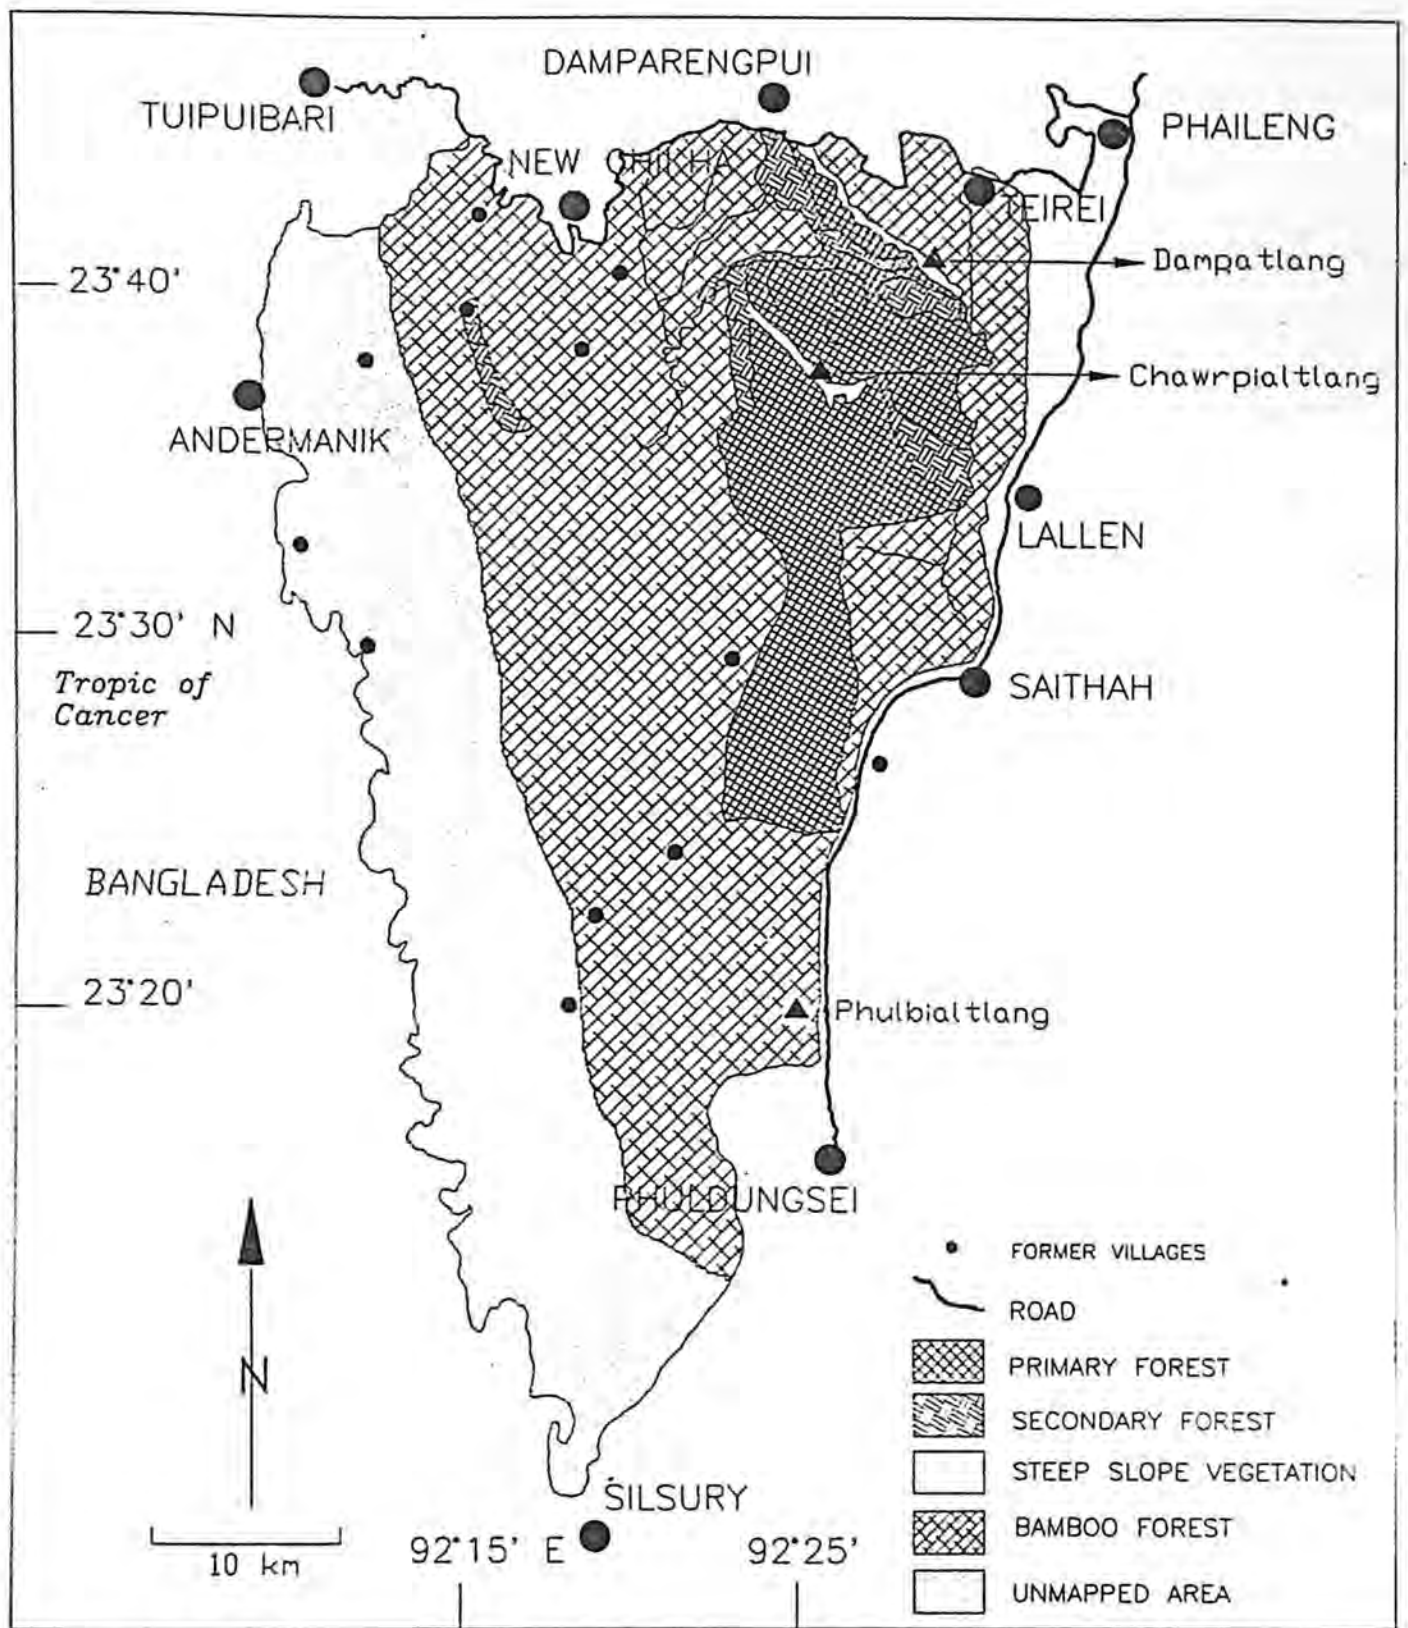 DAMPARENGPUI
TUIPUIBARI
PHAILENG
NEW CHIKHA
TEIREI
Dampatlang
23°40'
Chawrpialtlang
ANDERMANIK
LALLEN
23°30' N
Tropic of
Cancer
SAITHAH
BANGLADESH
23°20'
Phulbialtlang
PHULDUNGSEI
FORMER VILLAGES
ROAD
PRIMARY FOREST
SECONDARY FOREST
STEEP SLOPE VEGETATION
BAMBOO FOREST
UNMAPPED AREA
N
SILSURY
10 km
92°15' E
92°25'